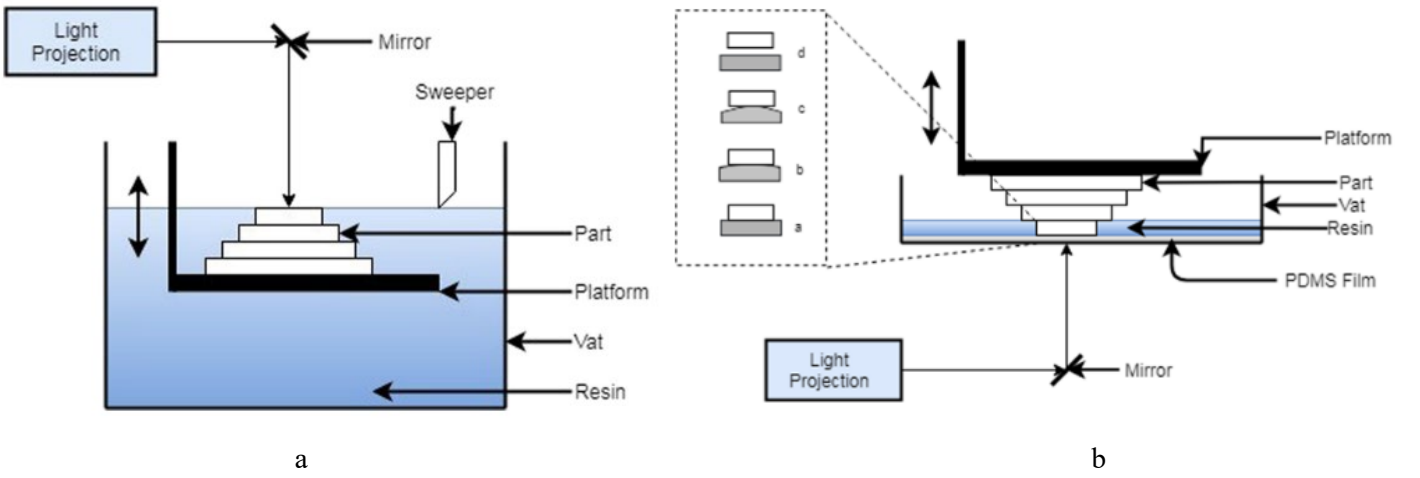 Light
Projection
Mirror
Sweeper
Part
Platform
Vat
Resin
a
d
c
b
a
Platform
Part
Vat
Resin
PDMS Film
Light
Projection
Mirror
b